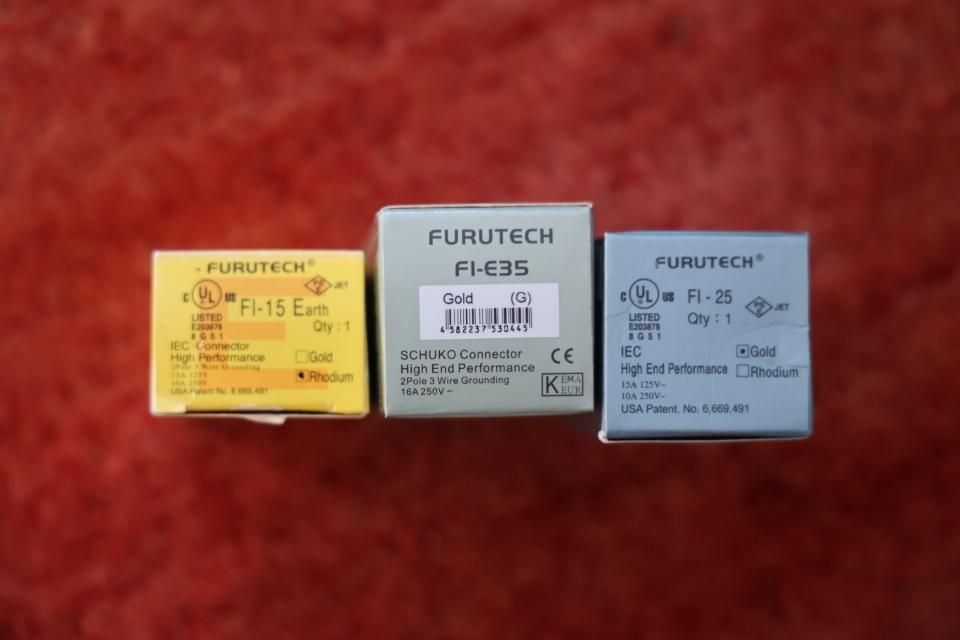 FURUTECH®
C UL US
PS E JET
FI-15 Earth
LISTED
E203878
8G51
Qty : 1
IEC Connector
High Performance
Gold
2Pole 3 Wire Grounding
Rhodium
15A 125V
10A 250V
USA Patent No. 6,669,491
FURUTECH
FI-E35
Gold (G)
4 582237 530445
SCHUKO Connector
CE
High End Performance
2Pole 3 Wire Grounding
16A 250V ~
KEMA
KEUR
FURUTECH®
C UL US
FI - 25
PS E JET
LISTED
E203878
8G51
Qty : 1
IEC
Gold
High End Performance
Rhodium
15A 125V~
10A 250V~
USA Patent. No. 6,669,491